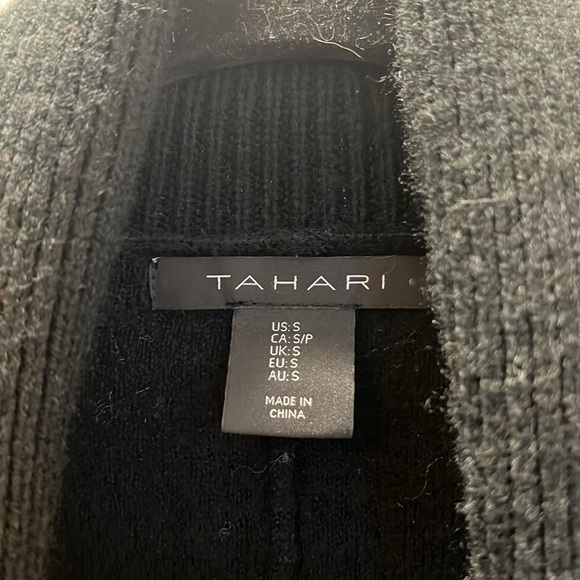 TAHARI
US: S
CA: S/P
UK: S
EU: S
AU: S
MADE IN
CHINA